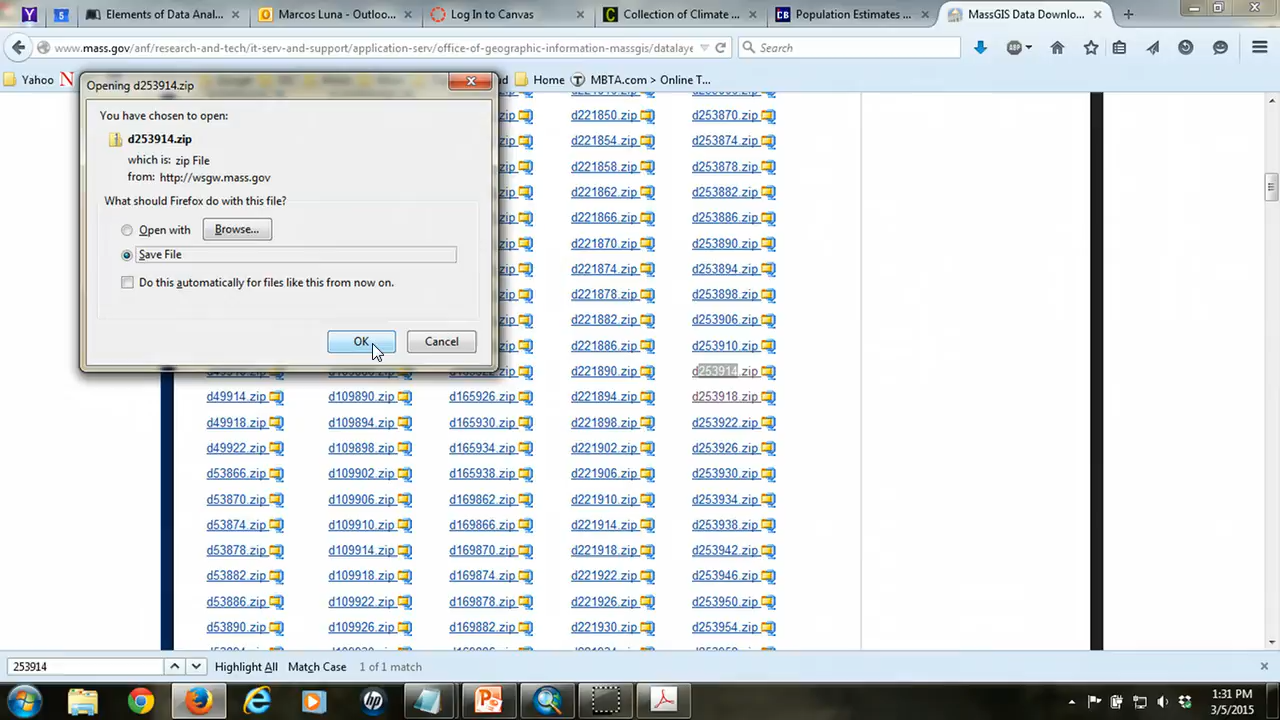 Elements of Data Anal...
Marcos Luna - Outloo...
Log In to Canvas
Collection of Climate ...
Population Estimates ...
MassGIS Data Downlo...
www.mass.gov/anf/research-and-tech/it-serv-and-support/application-serv/office-of-geographic-information-massgis/datalaye
Search
ABP
Yahoo
Home
MBTA.com > Online T...
Opening d253914.zip
You have chosen to open:
d253914.zip
which is: zip File
from: http://wsgw.mass.gov
What should Firefox do with this file?
Open with
Browse...
Save File
Do this automatically for files like this from now on.
OK
Cancel
d221850.zip d253870.zip
d221854.zip d253874.zip
d221858.zip d253878.zip
d221862.zip d253882.zip
d221866.zip d253886.zip
d221870.zip d253890.zip
d221874.zip d253894.zip
d221878.zip d253898.zip
d221882.zip d253906.zip
d221886.zip d253910.zip
d221890.zip d253914.zip
d49914.zip d109890.zip d165926.zip d221894.zip d253918.zip
d49918.zip d109894.zip d165930.zip d221898.zip d253922.zip
d49922.zip d109898.zip d165934.zip d221902.zip d253926.zip
d53866.zip d109902.zip d165938.zip d221906.zip d253930.zip
d53870.zip d109906.zip d169862.zip d221910.zip d253934.zip
d53874.zip d109910.zip d169866.zip d221914.zip d253938.zip
d53878.zip d109914.zip d169870.zip d221918.zip d253942.zip
d53882.zip d109918.zip d169874.zip d221922.zip d253946.zip
d53886.zip d109922.zip d169878.zip d221926.zip d253950.zip
d53890.zip d109926.zip d169882.zip d221930.zip d253954.zip
253914
Highlight All
Match Case
1 of 1 match
1:31 PM
3/5/2015